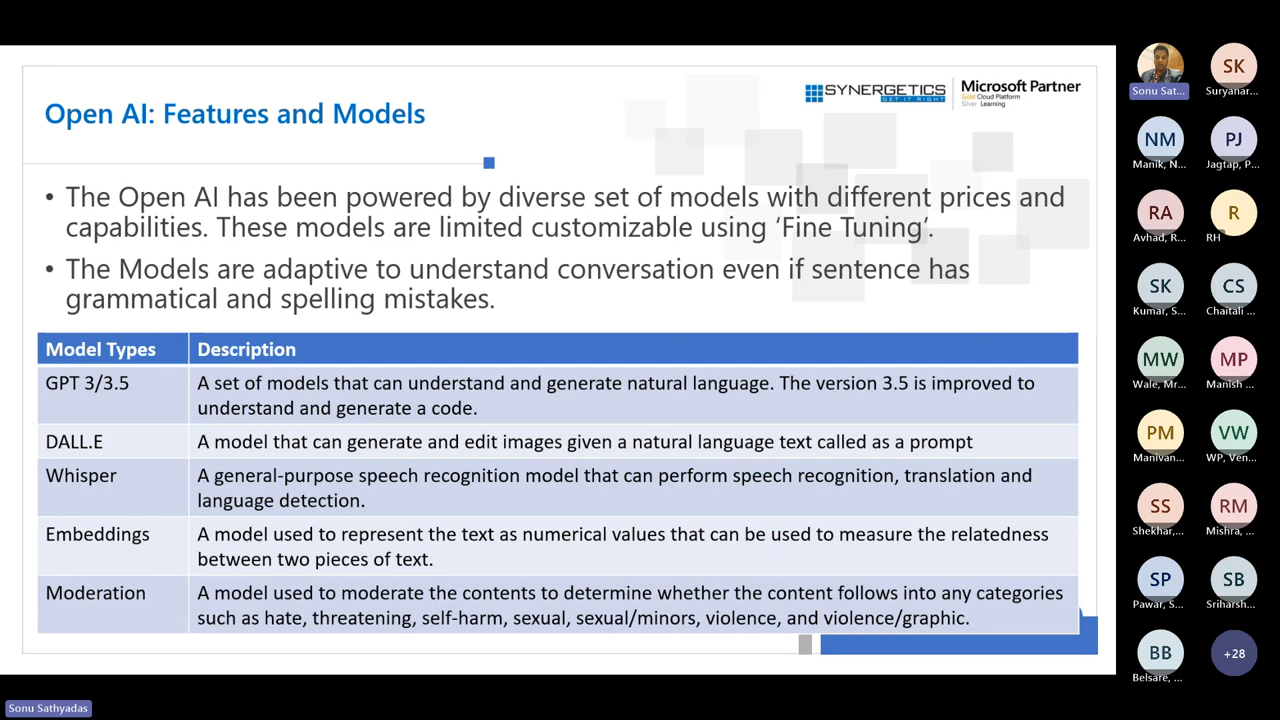 SYNERGETICS
GET IT RIGHT
Microsoft Partner
Gold Cloud Platform
Silver Learning
Open AI: Features and Models
• The Open AI has been powered by diverse set of models with different prices and
capabilities. These models are limited customizable using ‘Fine Tuning‘.
• The Models are adaptive to understand conversation even if sentence has
grammatical and spelling mistakes.
Model Types Description
GPT 3/3.5 A set of models that can understand and generate natural language. The version 3.5 is improved to
understand and generate a code.
DALL.E A model that can generate and edit images given a natural language text called as a prompt
Whisper A general-purpose speech recognition model that can perform speech recognition, translation and
language detection.
Embeddings A model used to represent the text as numerical values that can be used to measure the relatedness
between two pieces of text.
Moderation A model used to moderate the contents to determine whether the content follows into any categories
such as hate, threatening, self-harm, sexual, sexual/minors, violence, and violence/graphic.
Sonu Sathyadas
Sonu Sat...
SK
Suryanar...
NM
Manik, N...
PJ
Jagtap, P...
RA
Avhad, R...
R
RH
SK
Kumar, S...
CS
Chaitali ...
MW
Wale, Mr...
MP
Manish ...
PM
Manivan...
VW
WP, Ven...
SS
Shekhar,...
RM
Mishra, ...
SP
Pawar, S...
SB
Sriharsh...
BB
Belsare, ...
+28